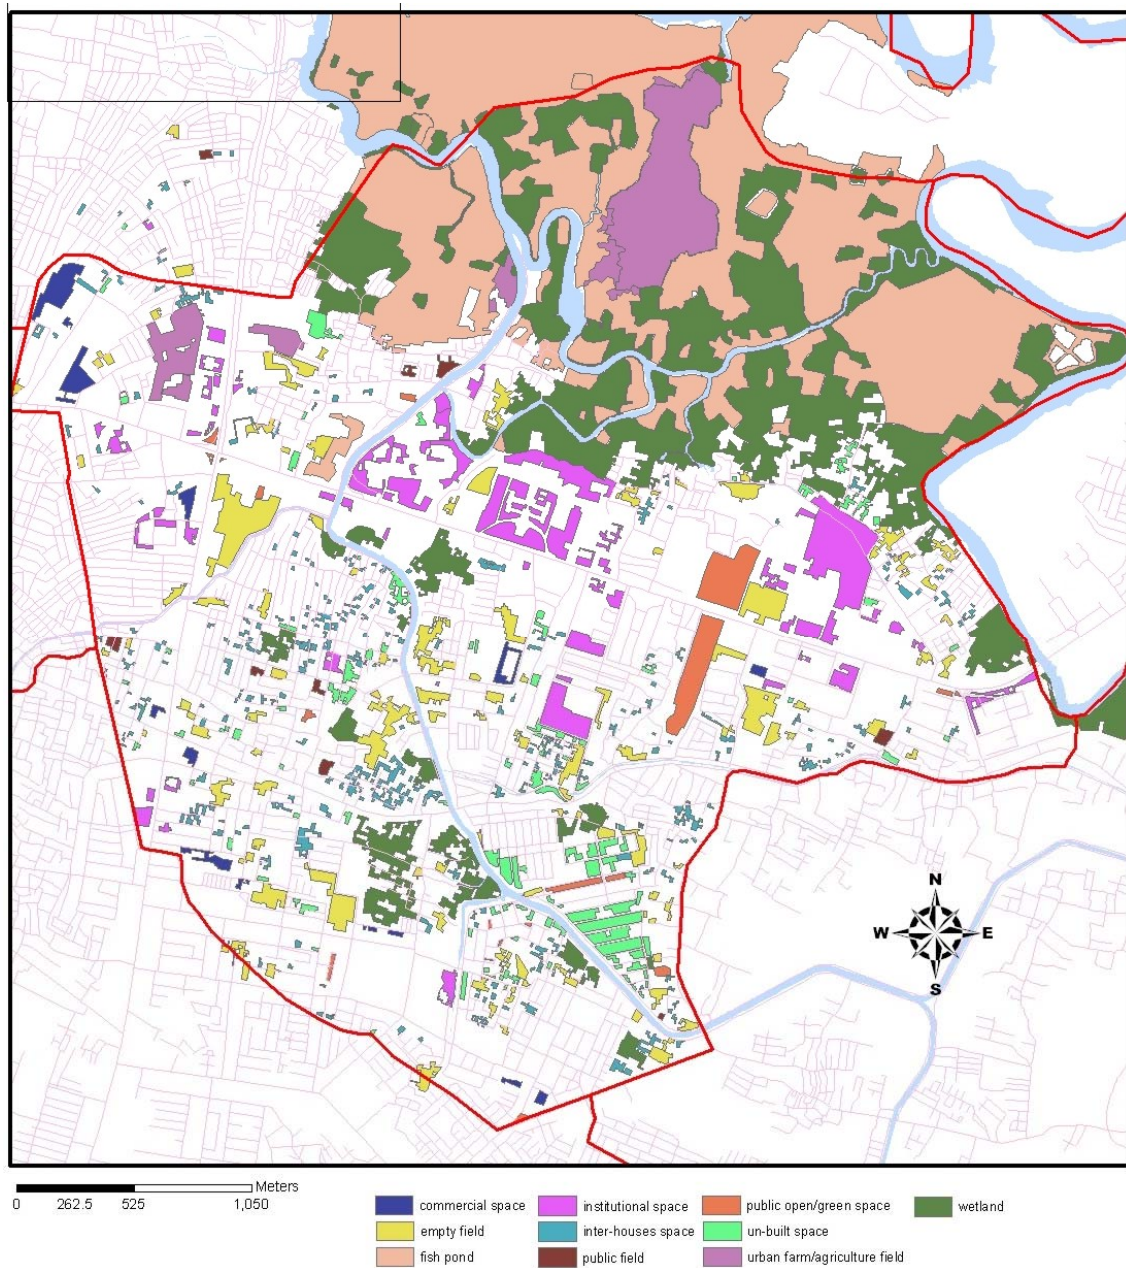 N
W E
S
Meters
0 262.5 525 1,050
commercial space institutional space public open/green space wetland
empty field inter-houses space un-built space
fish pond public field urban farm/agriculture field